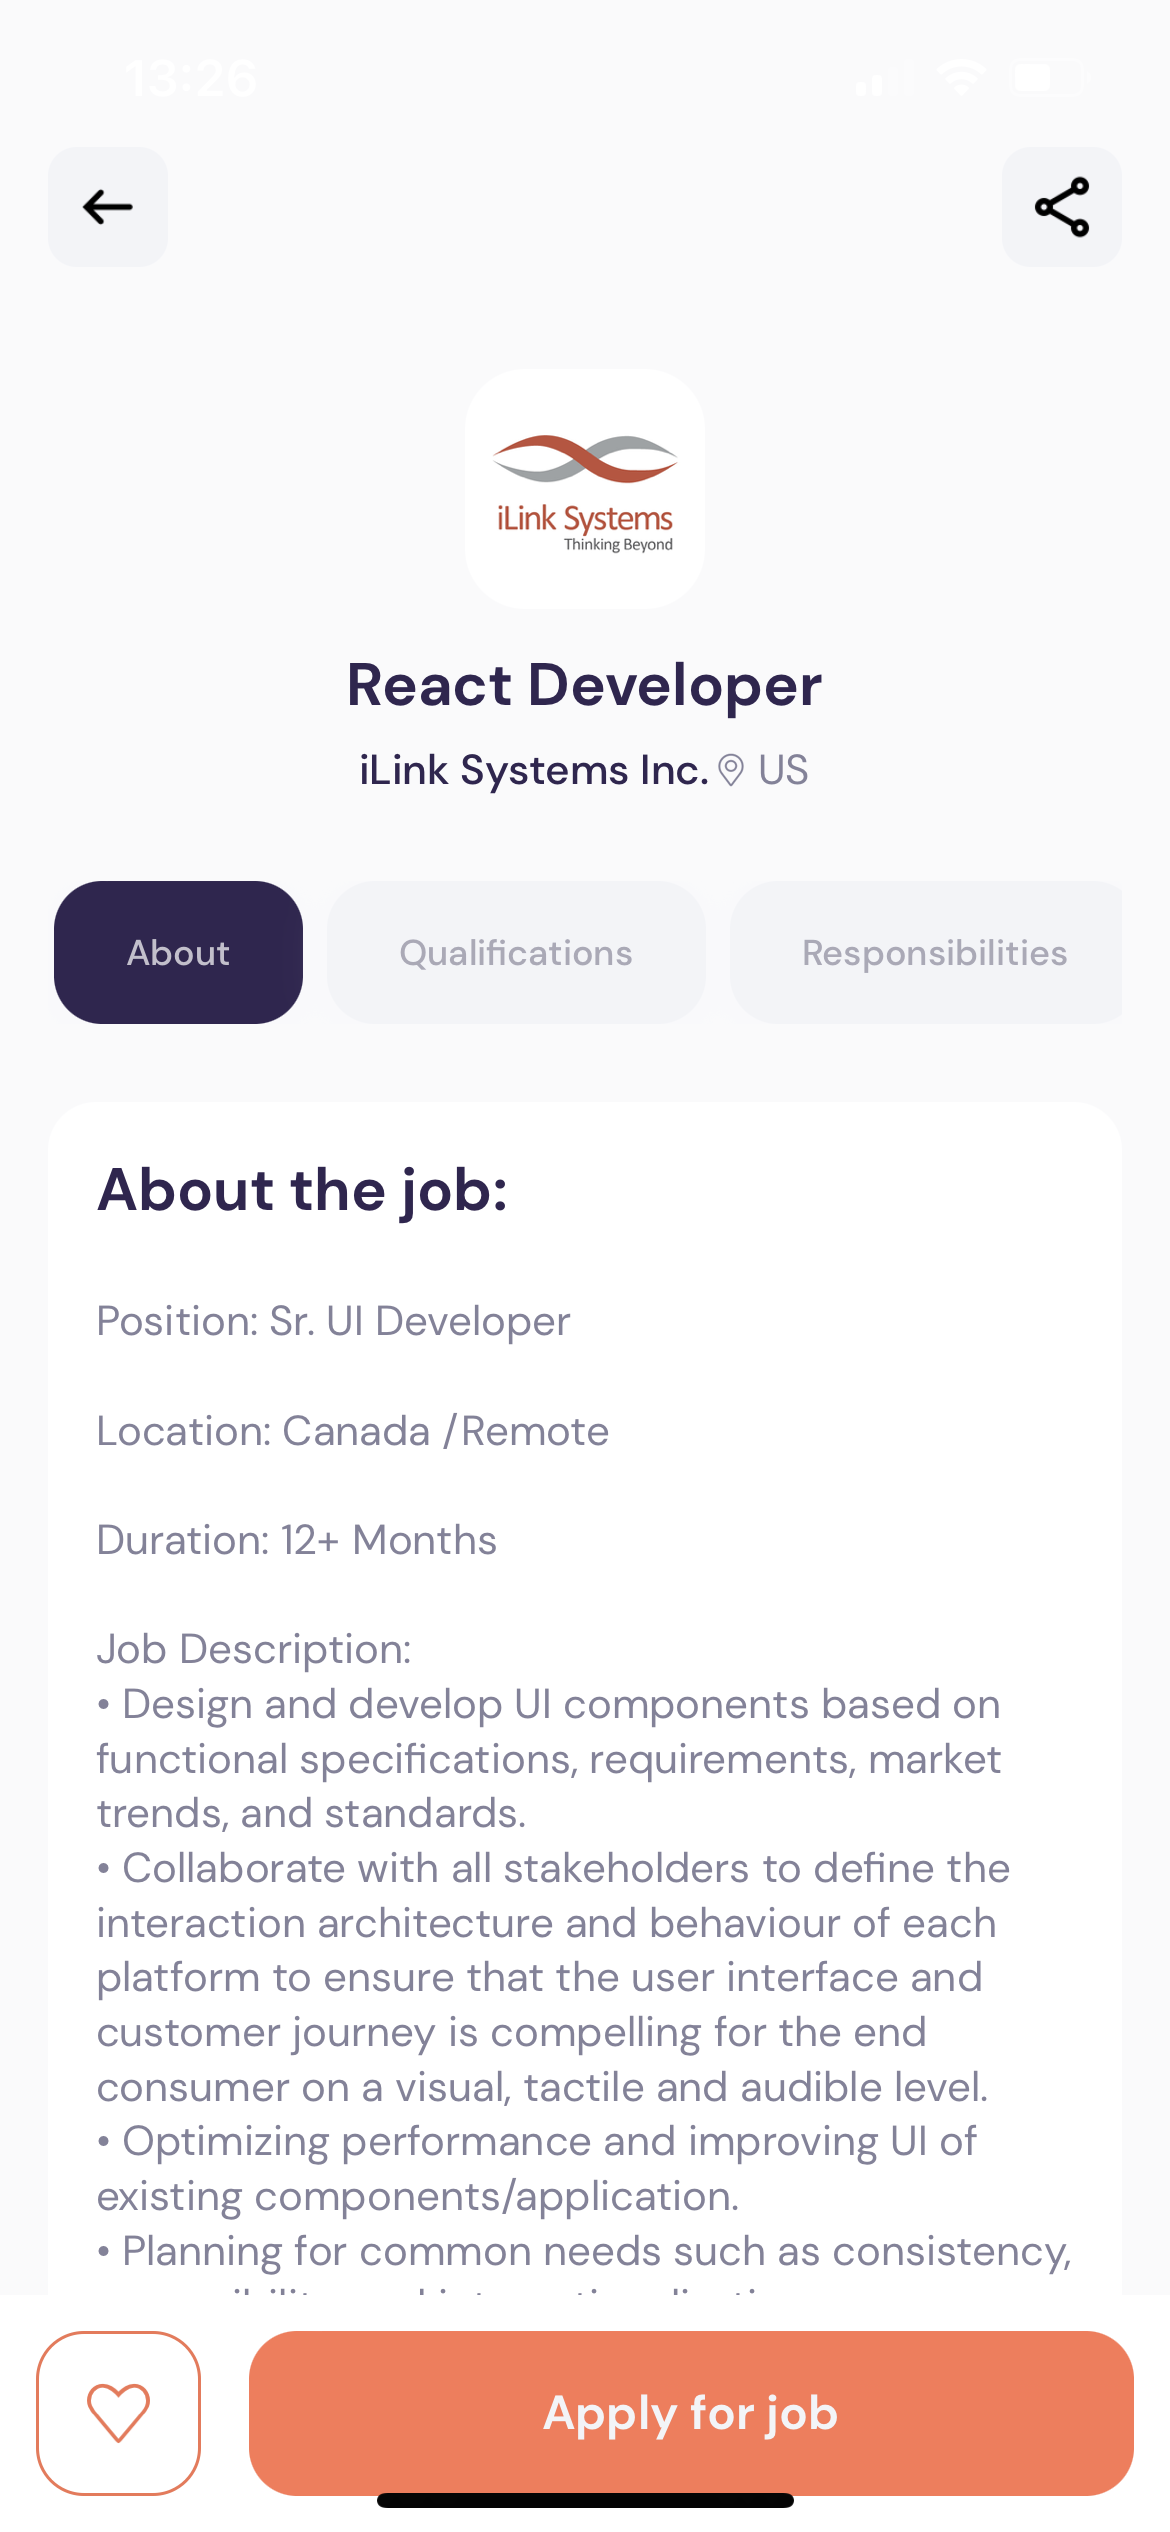 13:26
iLink Systems
Thinking Beyond
React Developer
iLink Systems Inc. US
About Qualifications Responsibilities
About the job:
Position: Sr. UI Developer
Location: Canada /Remote
Duration: 12+ Months
Job Description:
• Design and develop UI components based on
functional specifications, requirements, market
trends, and standards.
• Collaborate with all stakeholders to define the
interaction architecture and behaviour of each
platform to ensure that the user interface and
customer journey is compelling for the end
consumer on a visual, tactile and audible level.
• Optimizing performance and improving UI of
existing components/application.
• Planning for common needs such as consistency,
Apply for job